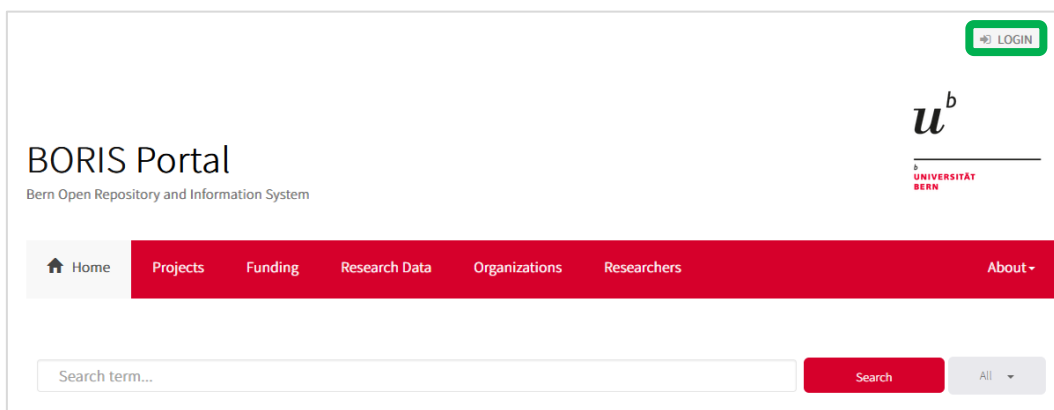 LOGIN
u^b
BORIS Portal
Bern Open Repository and Information System
b
UNIVERSITÄT
BERN
Home Projects Funding Research Data Organizations Researchers About
Search term... Search All